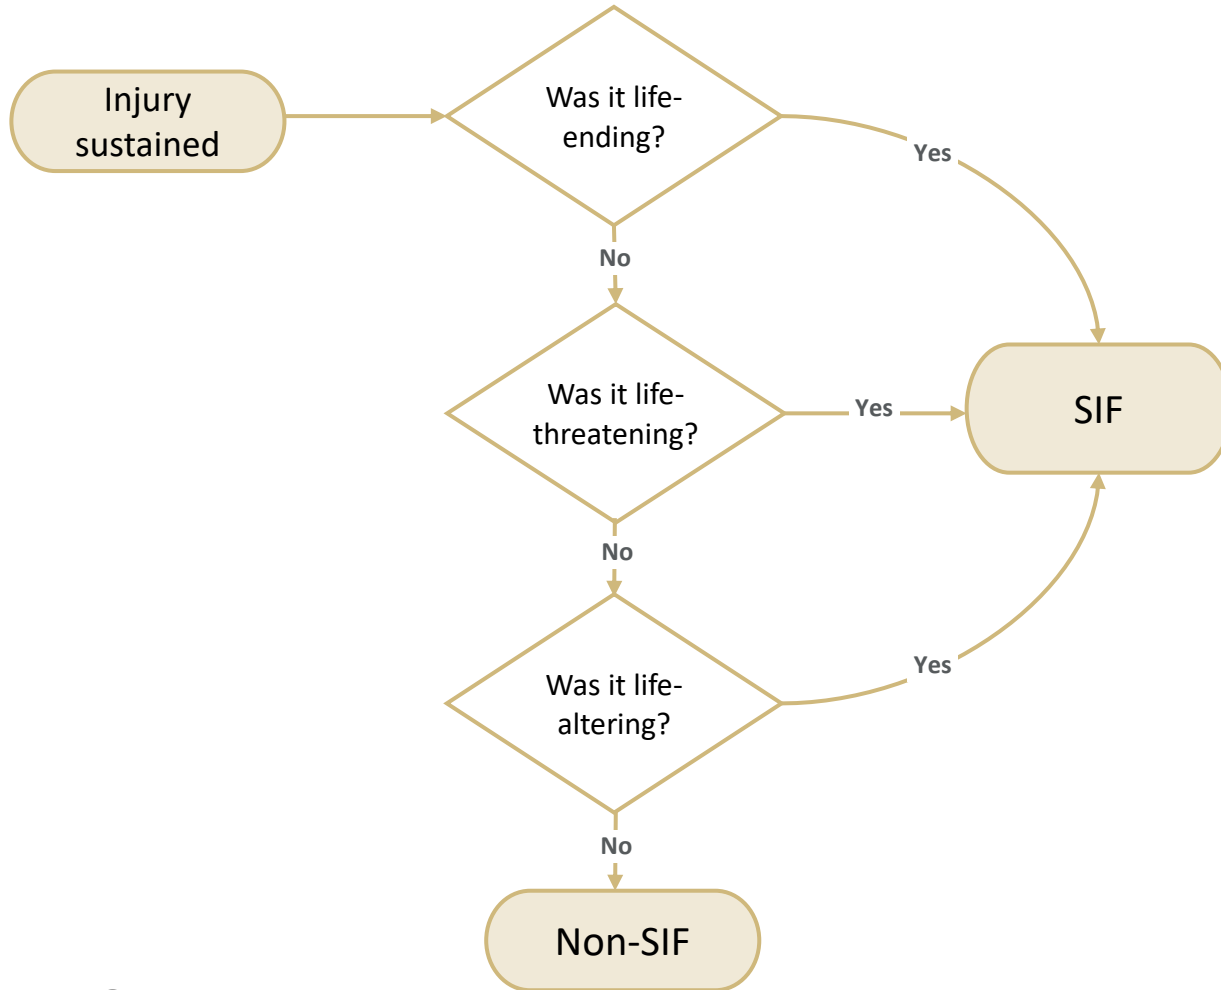 Injury
sustained
Was it life-
ending?
Yes
No
Was it life-
threatening?
Yes
SIF
No
Was it life-
altering?
Yes
No
Non-SIF